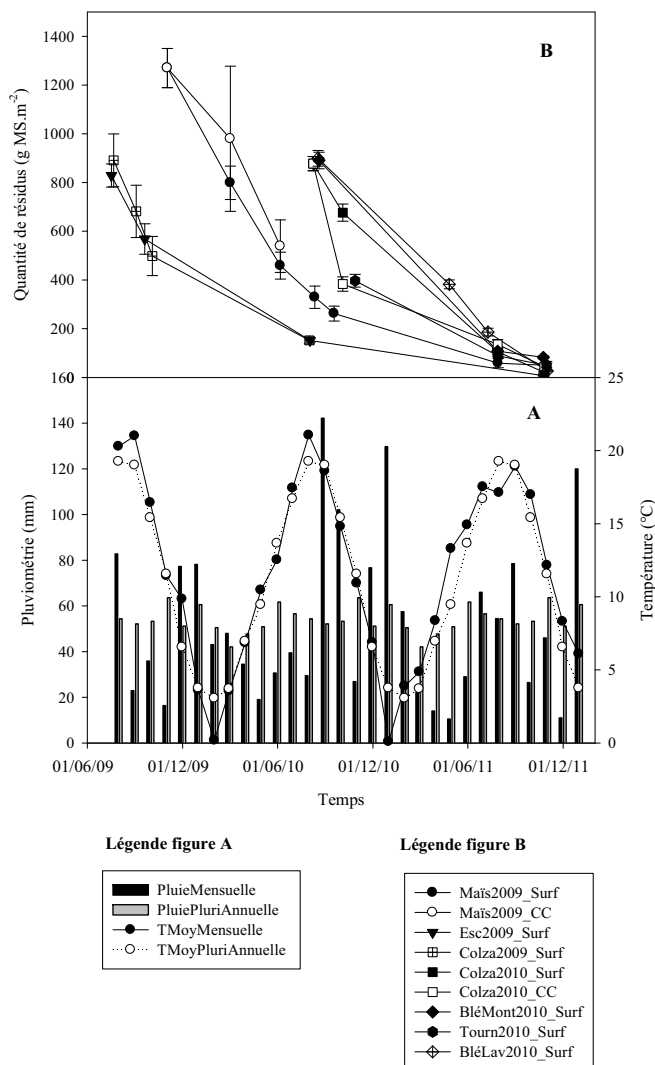 B
Quantité de résidus (g MS.m-2)
1400
1200
1000
800
600
400
200
0
A
Pluviométrie (mm)
160
140
120
100
80
60
40
20
0
Température (°C)
25
20
15
10
5
0
01/06/09 01/12/09 01/06/10 01/12/10 01/06/11 01/12/11
Temps
Légende figure A
PluieMensuelle
PluiePluriAnnuelle
TMoyMensuelle
TMoyPluriAnnuelle
Légende figure B
Maïs2009_Surf
Maïs2009_CC
Esc2009_Surf
Colza2009_Surf
Colza2010_Surf
Colza2010_CC
BléMont2010_Surf
Tourn2010_Surf
BléLav2010_Surf